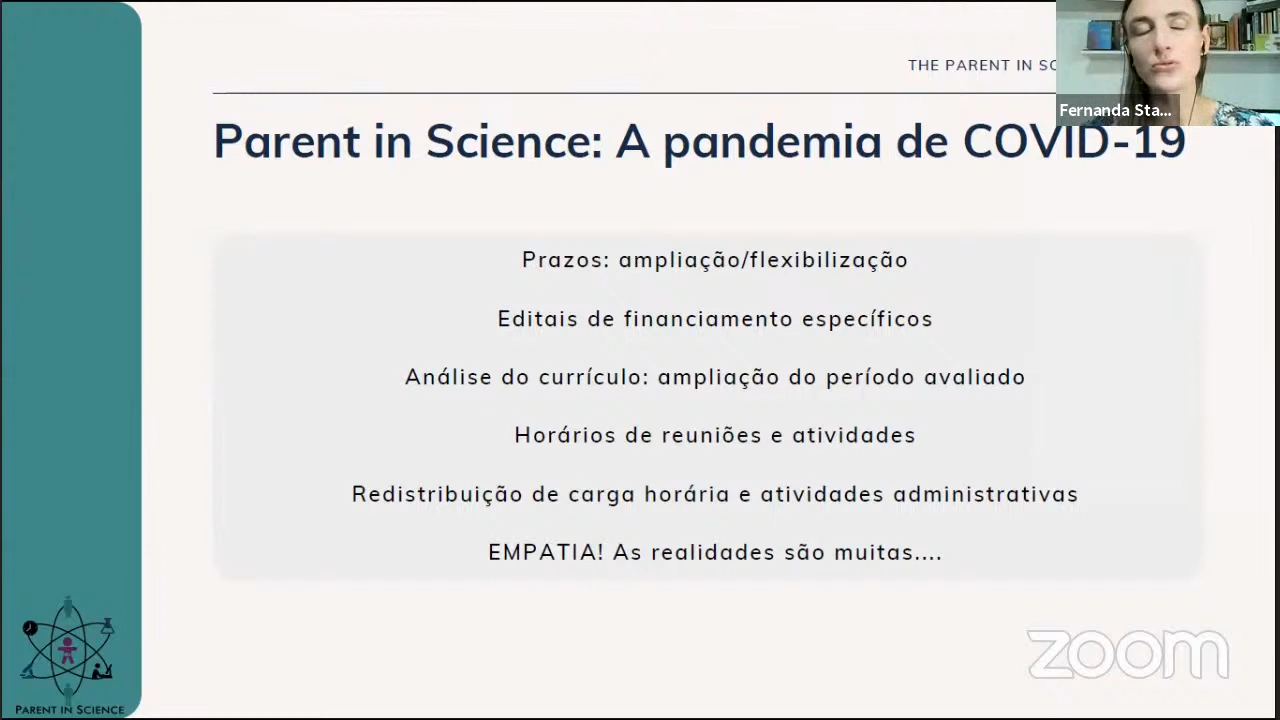 THE PARENT IN SC
Fernanda Sta...
Parent in Science: A pandemia de COVID-19
Prazos: ampliação/flexibilização
Editais de financiamento específicos
Análise do currículo: ampliação do período avaliado
Horários de reuniões e atividades
Redistribuição de carga horária e atividades administrativas
EMPATIA! As realidades são muitas....
zoom
PARENT IN SCIENCE